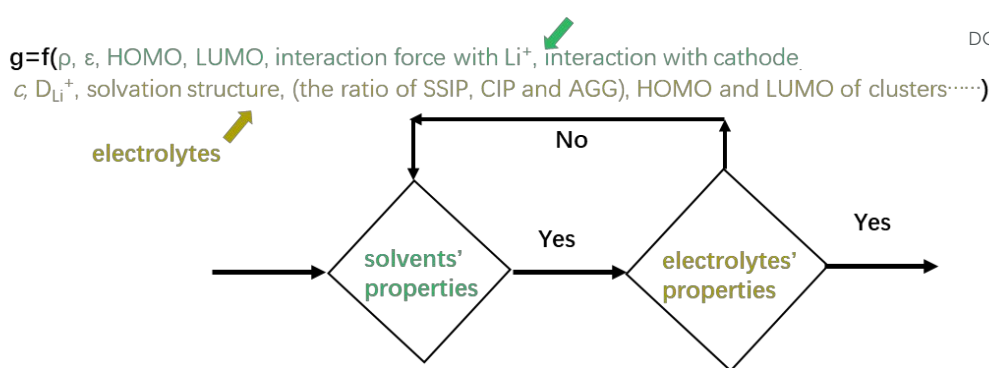 g=f(ρ, ε, HOMO, LUMO, interaction force with Li⁺, interaction with cathode
c, D_Li⁺, solvation structure, (the ratio of SSIP, CIP and AGG), HOMO and LUMO of clusters······)
electrolytes
No
Yes
Yes
solvents'
properties
electrolytes'
properties